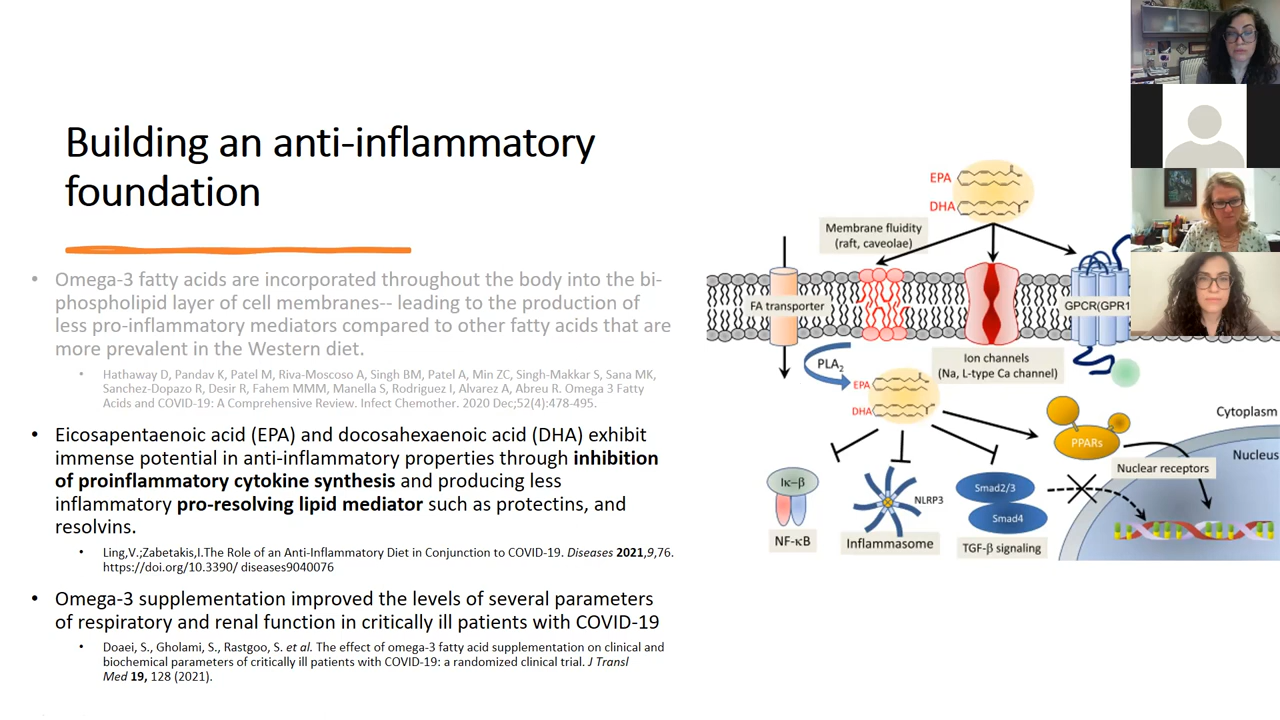 Building an anti-inflammatory
foundation
• Omega-3 fatty acids are incorporated throughout the body into the bi-
phospholipid layer of cell membranes-- leading to the production of
less pro-inflammatory mediators compared to other fatty acids that are
more prevalent in the Western diet.
• Hathaway D, Pandav K, Patel M, Riva-Moscoso A, Singh BM, Patel A, Min ZC, Singh-Makkar S, Sana MK,
Sanchez-Dopazo R, Desir R, Fahem MMM, Manella S, Rodriguez I, Alvarez A, Abreu R. Omega 3 Fatty
Acids and COVID-19: A Comprehensive Review. Infect Chemother. 2020 Dec;52(4):478-495.
• Eicosapentaenoic acid (EPA) and docosahexaenoic acid (DHA) exhibit
immense potential in anti-inflammatory properties through inhibition
of proinflammatory cytokine synthesis and producing less
inflammatory pro-resolving lipid mediator such as protectins, and
resolvins.
• Ling,V.;Zabetakis,I.The Role of an Anti-Inflammatory Diet in Conjunction to COVID-19. Diseases 2021,9,76.
https://doi.org/10.3390/ diseases9040076
• Omega-3 supplementation improved the levels of several parameters
of respiratory and renal function in critically ill patients with COVID-19
• Doaei, S., Gholami, S., Rastgoo, S. et al. The effect of omega-3 fatty acid supplementation on clinical and
biochemical parameters of critically ill patients with COVID-19: a randomized clinical trial. J Transl
Med 19, 128 (2021).
EPA
DHA
Membrane fluidity
(raft, caveolae)
FA transporter
GPCR(GPR1
PLA2
Ion channels
(Na, L-type Ca channel)
EPA
DHA
Cytoplasm
PPARs
Nucleus
Nuclear receptors
Iκ−β
NLRP3
Smad2/3
Smad4
NF-κB
Inflammasome
TGF-β signaling